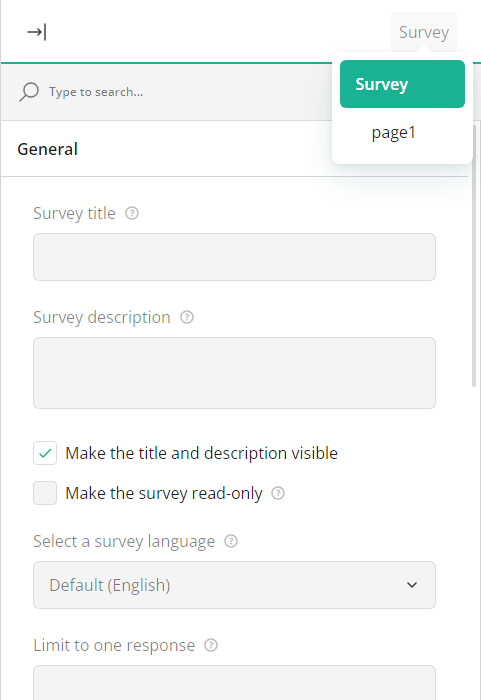 Survey
Survey
page1
Type to search...
General
Survey title
Survey description
Make the title and description visible
Make the survey read-only
Select a survey language
Default (English)
Limit to one response